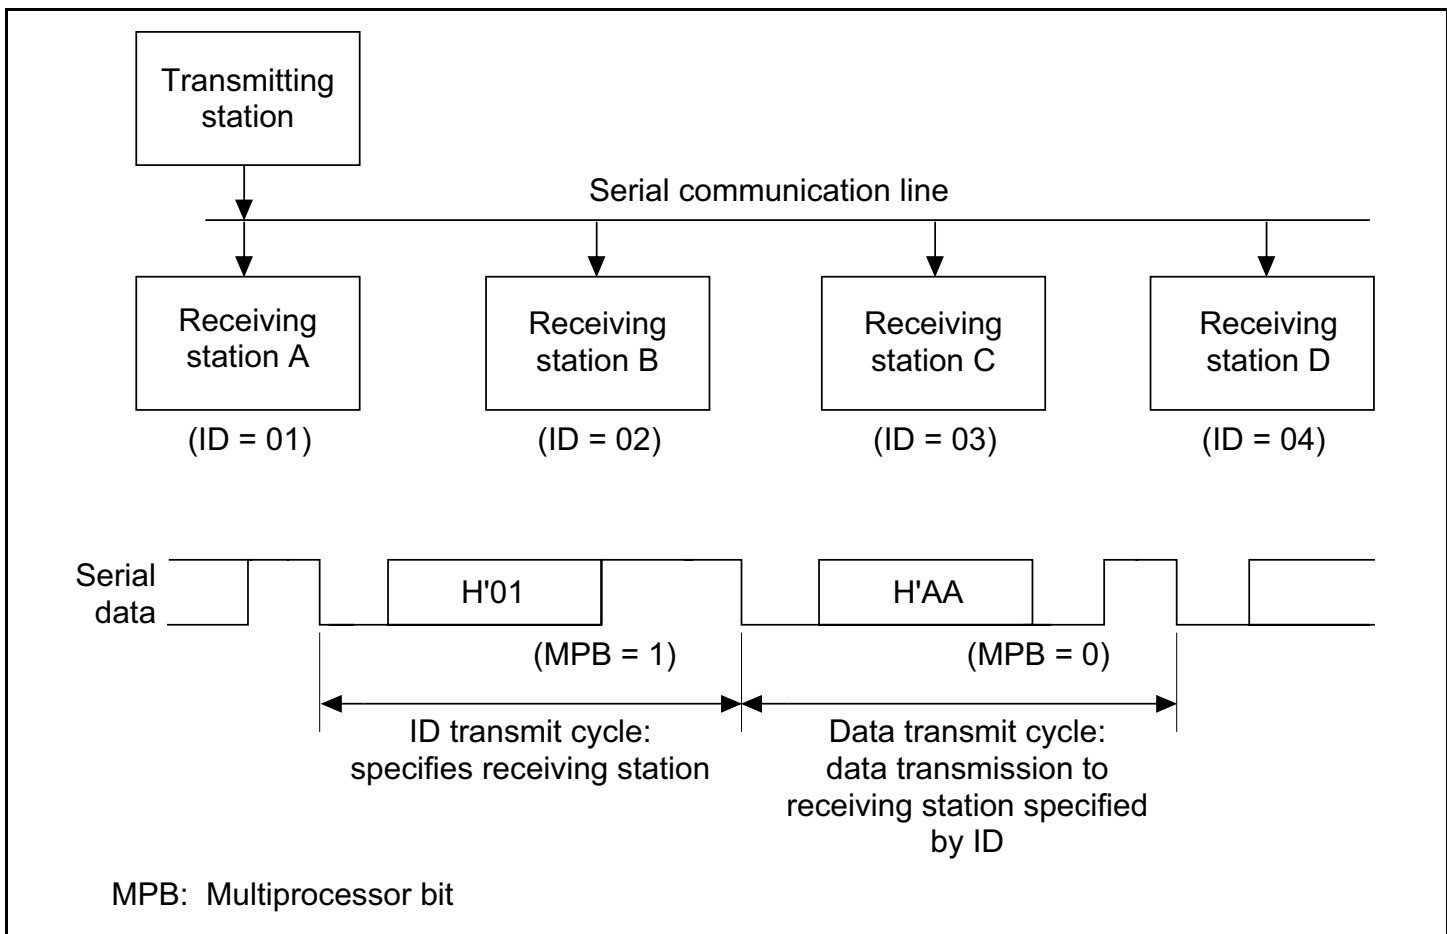 Transmitting
station
Serial communication line
Receiving
station A
Receiving
station B
Receiving
station C
Receiving
station D
(ID = 01)
(ID = 02)
(ID = 03)
(ID = 04)
Serial
data
H'01
H'AA
(MPB = 1)
(MPB = 0)
ID transmit cycle:
specifies receiving station
Data transmit cycle:
data transmission to
receiving station specified
by ID
MPB: Multiprocessor bit